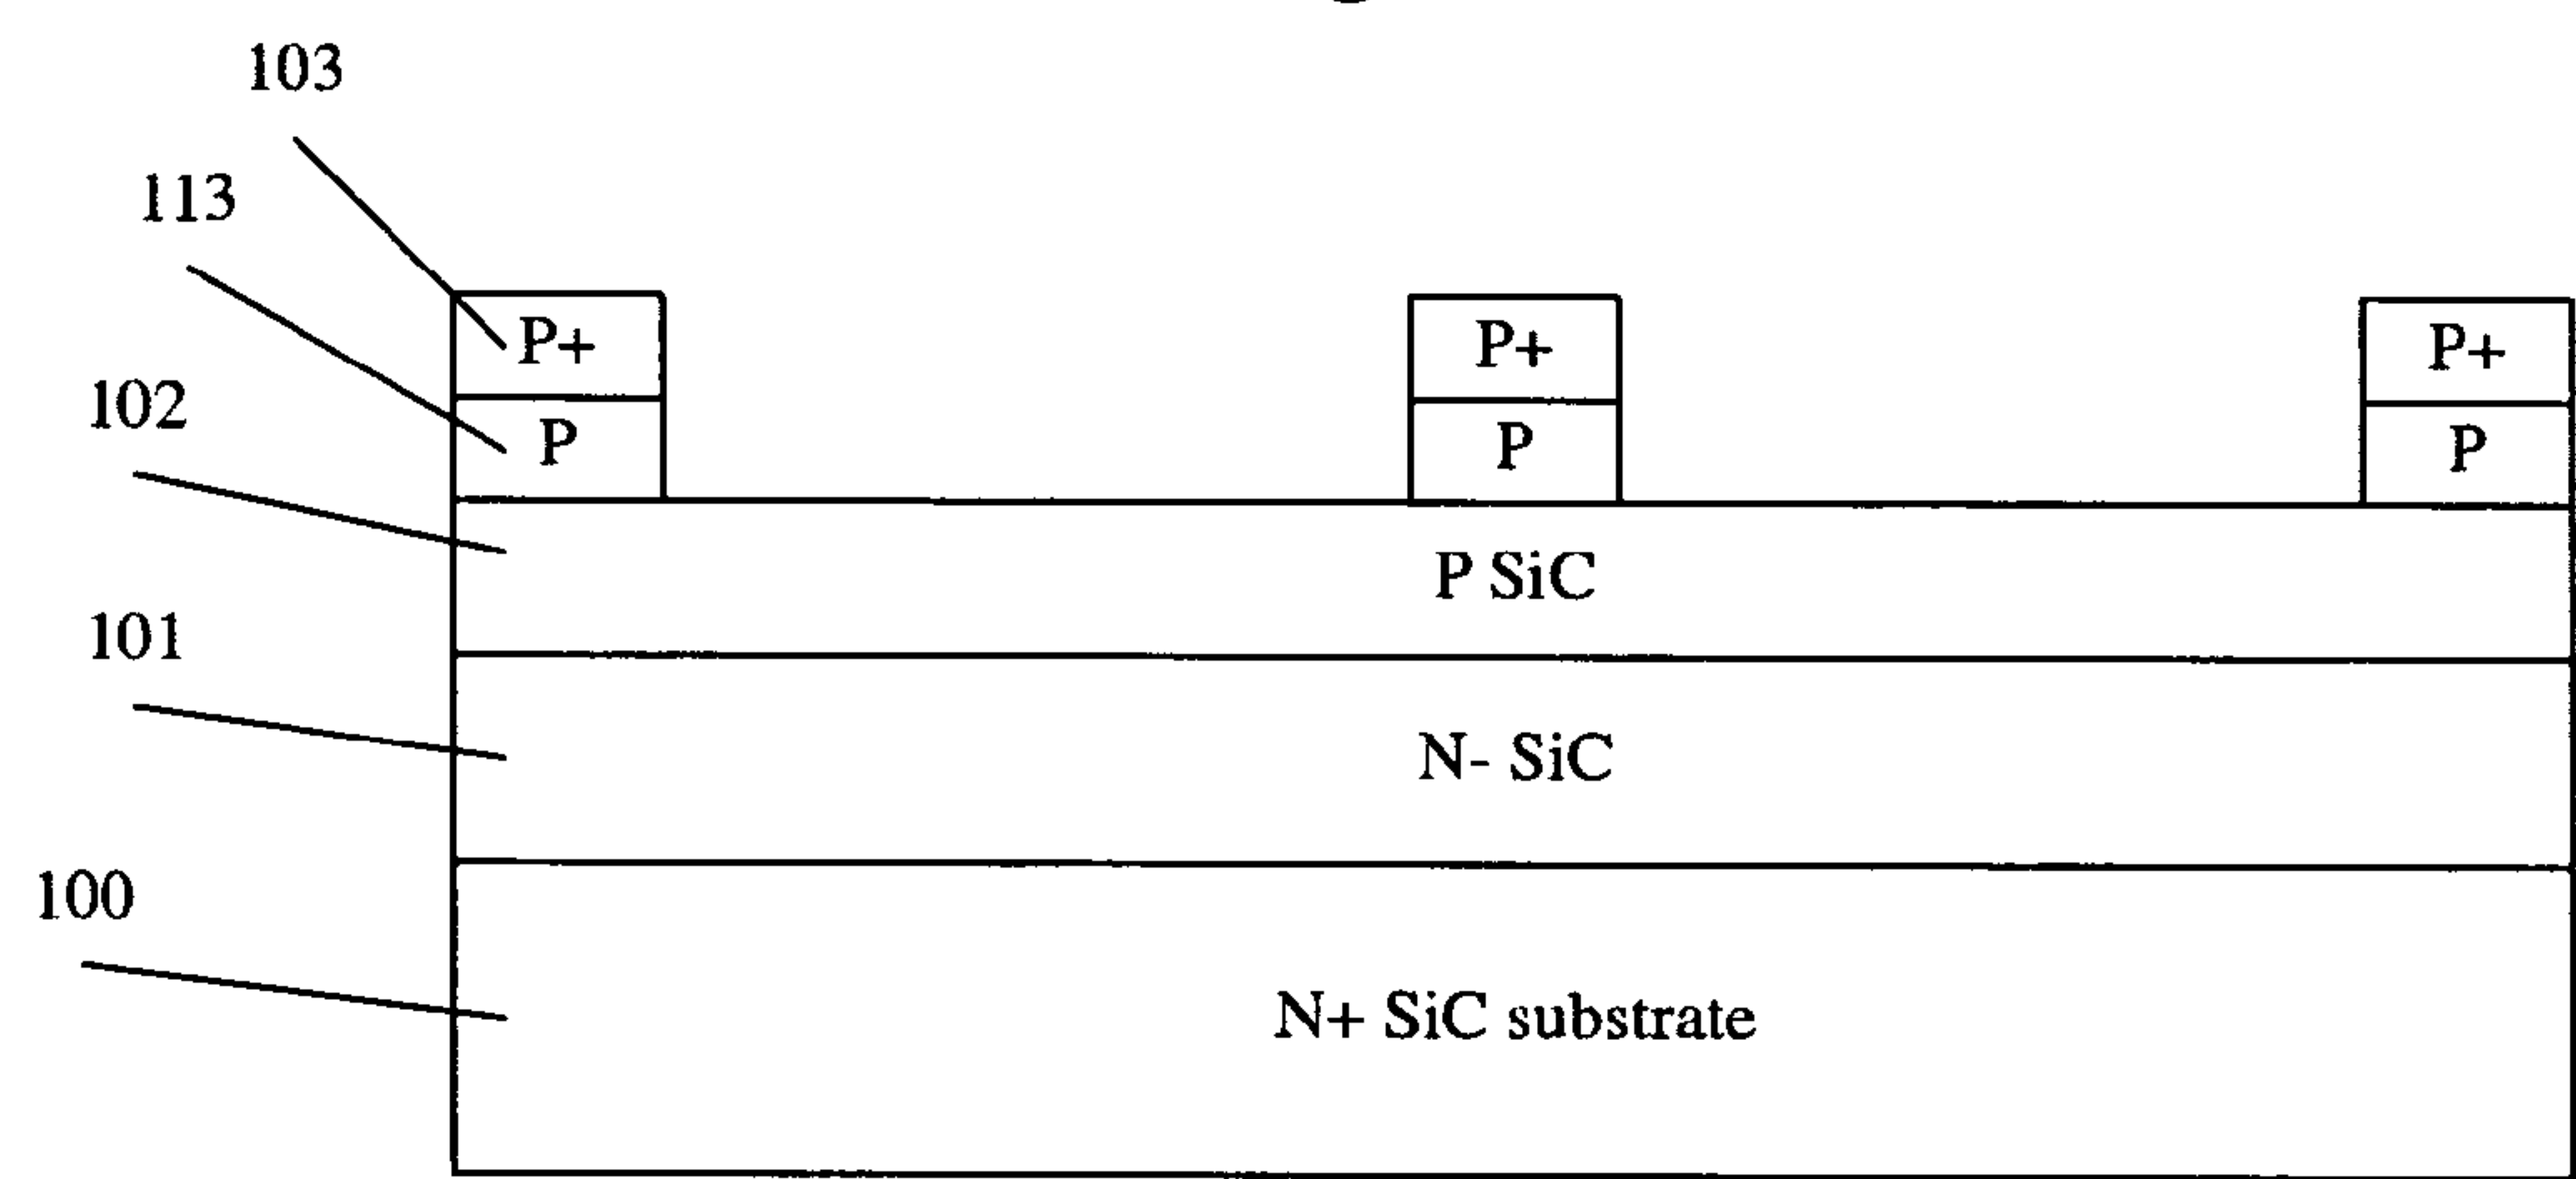 103
113
P+ P+ P+
102
P P P
P SiC
101
N- SiC
100
N+ SiC substrate